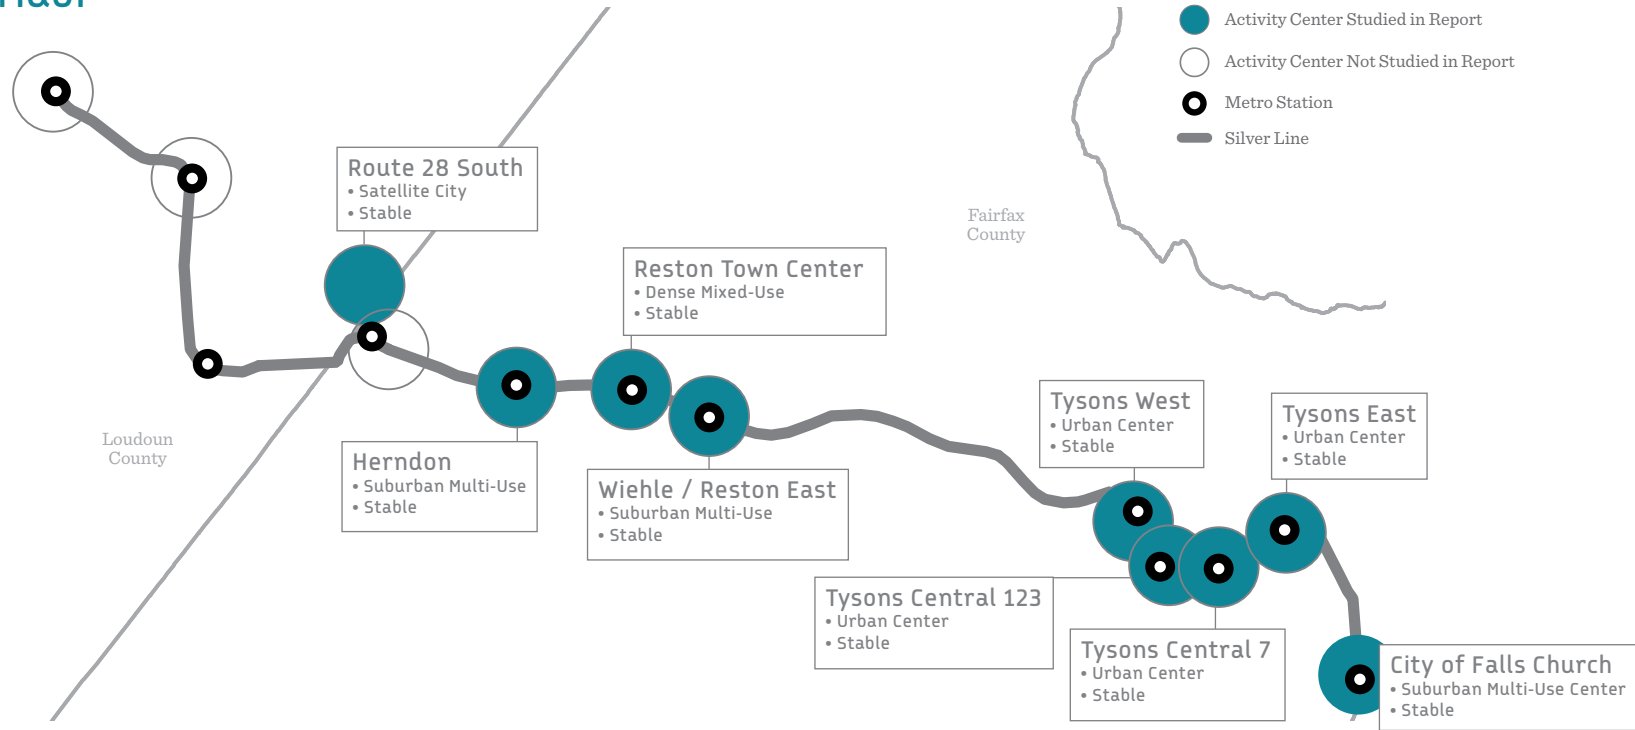 Activity Center Studied in Report
Activity Center Not Studied in Report
Metro Station
Silver Line
Route 28 South
• Satellite City
• Stable
Fairfax
County
Reston Town Center
• Dense Mixed-Use
• Stable
Loudoun
County
Herndon
• Suburban Multi-Use
• Stable
Wiehle / Reston East
• Suburban Multi-Use
• Stable
Tysons West
• Urban Center
• Stable
Tysons East
• Urban Center
• Stable
Tysons Central 123
• Urban Center
• Stable
Tysons Central 7
• Urban Center
• Stable
City of Falls Church
• Suburban Multi-Use Center
• Stable